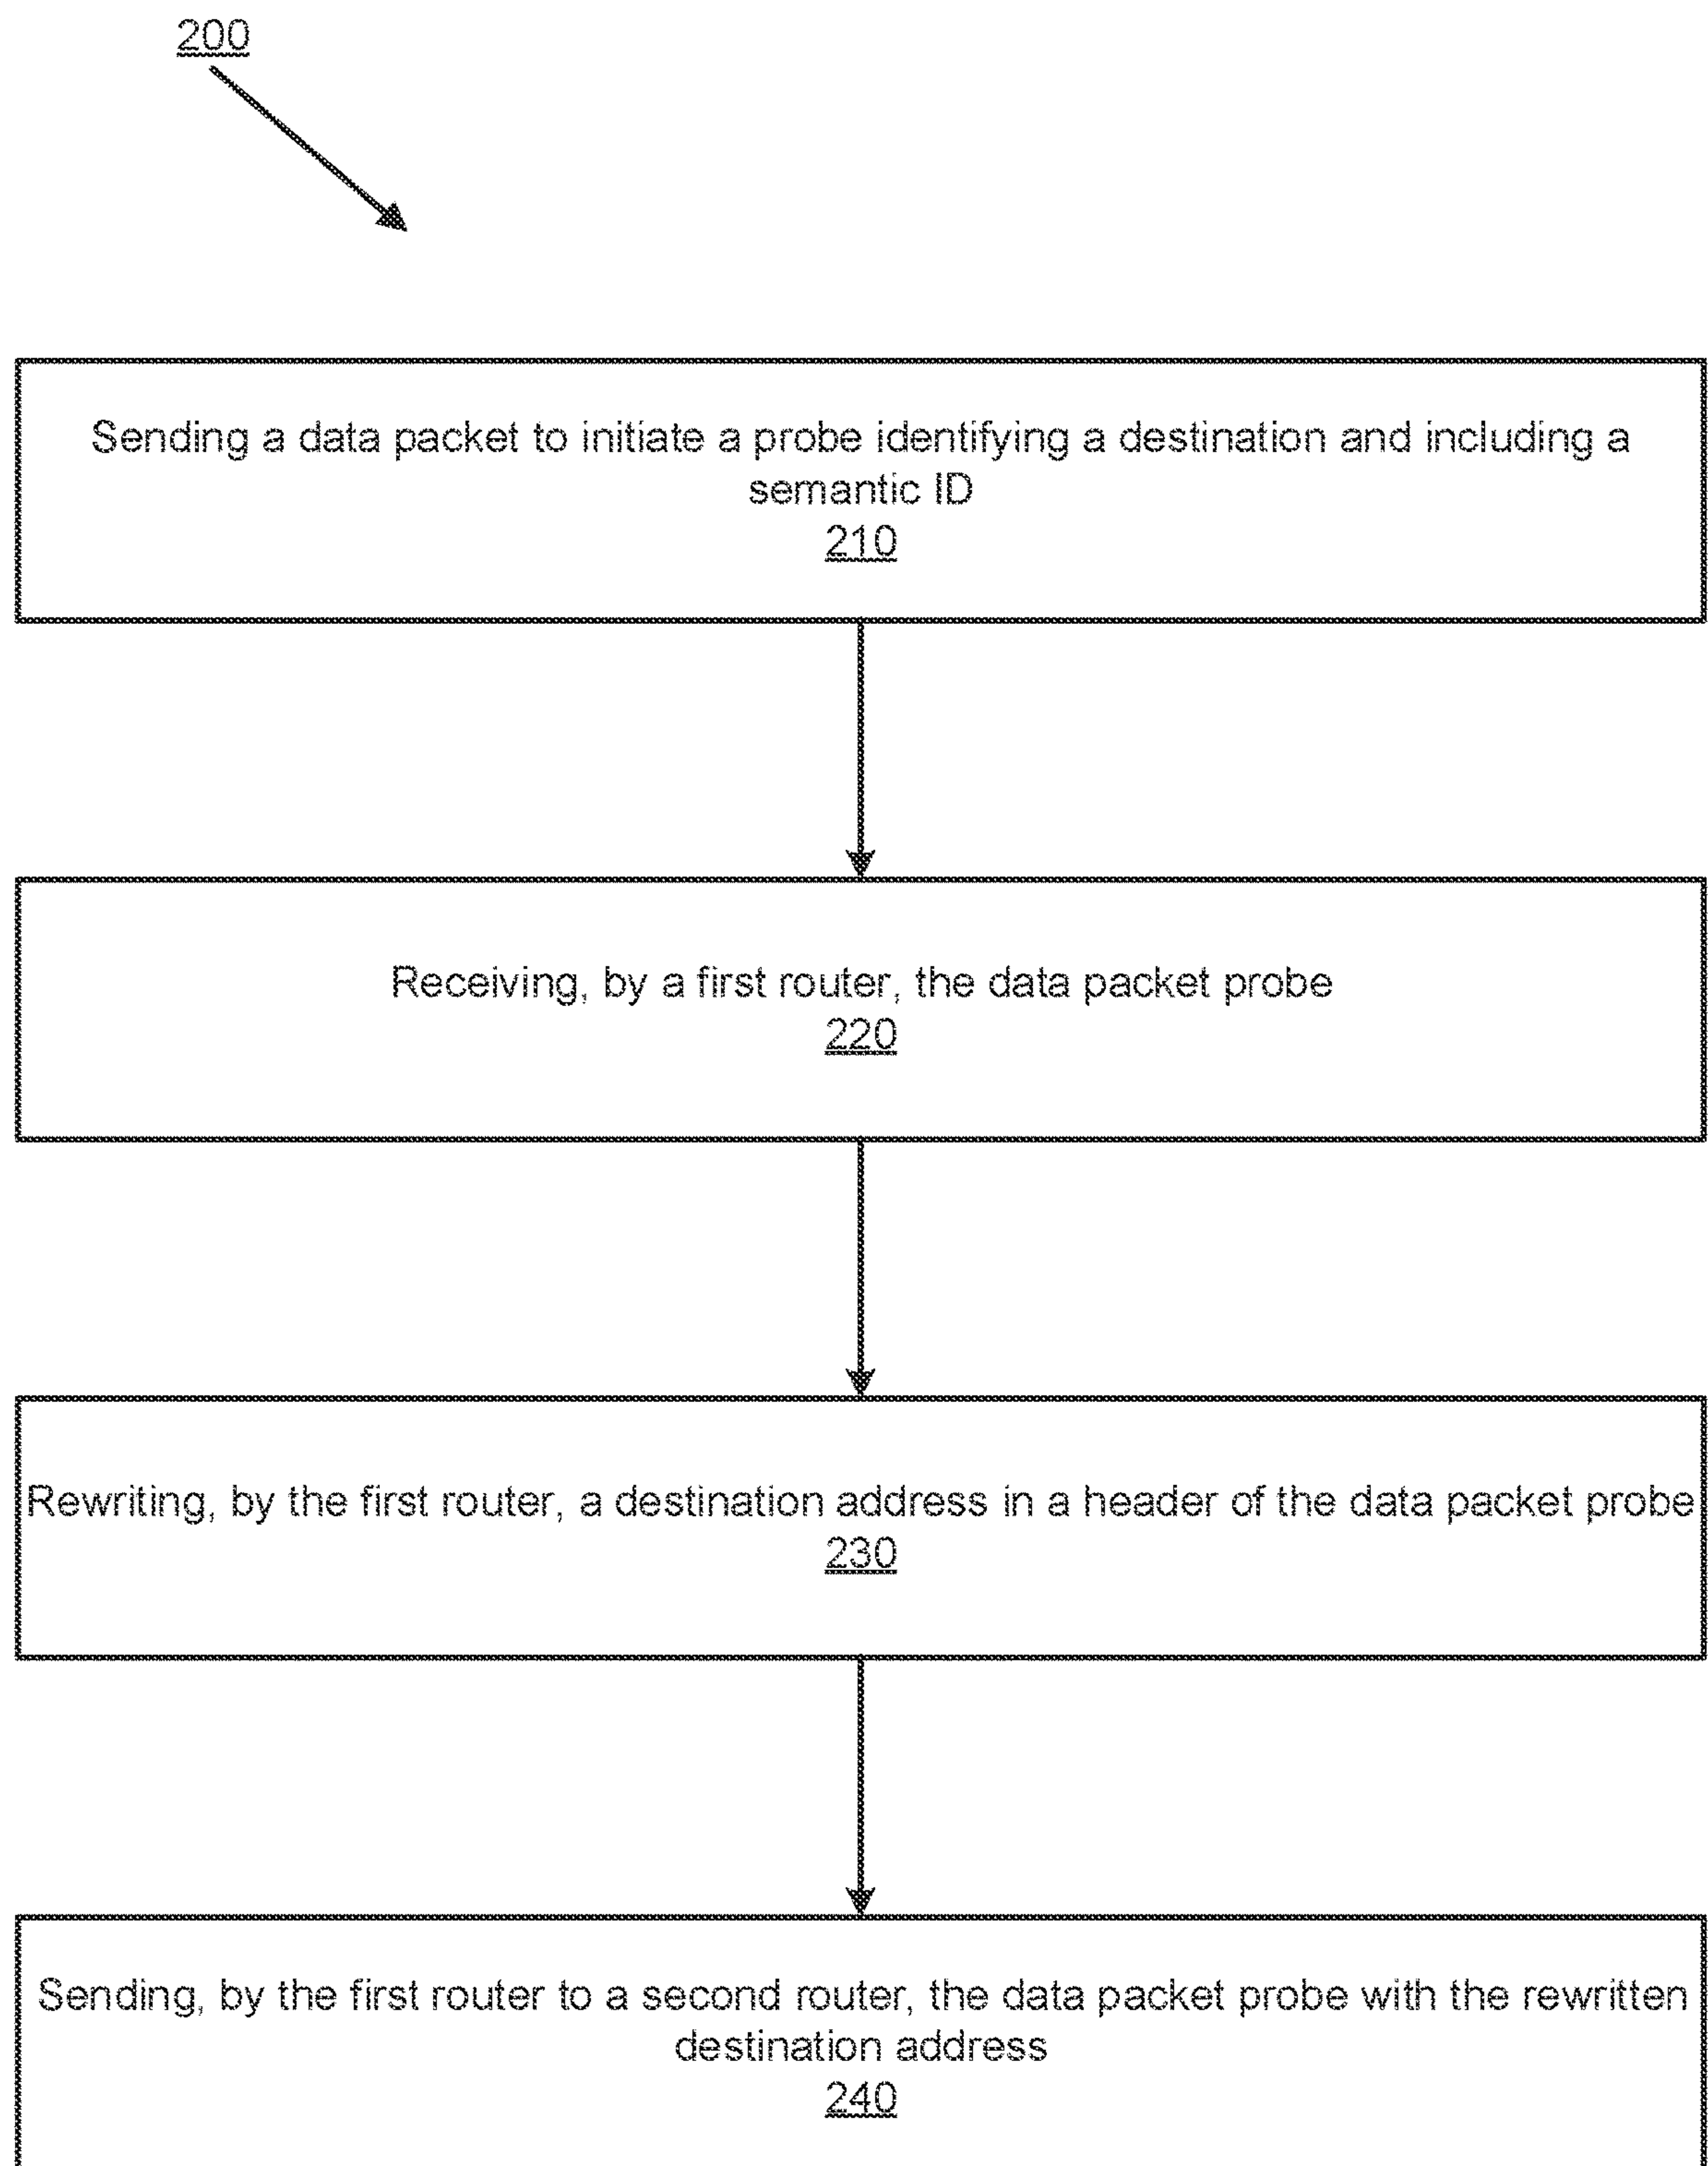 200
Sending a data packet to initiate a probe identifying a destination and including a
semantic ID
210
Receiving, by a first router, the data packet probe
220
Rewriting, by the first router, a destination address in a header of the data packet probe
230
Sending, by the first router to a second router, the data packet probe with the rewritten
destination address
240